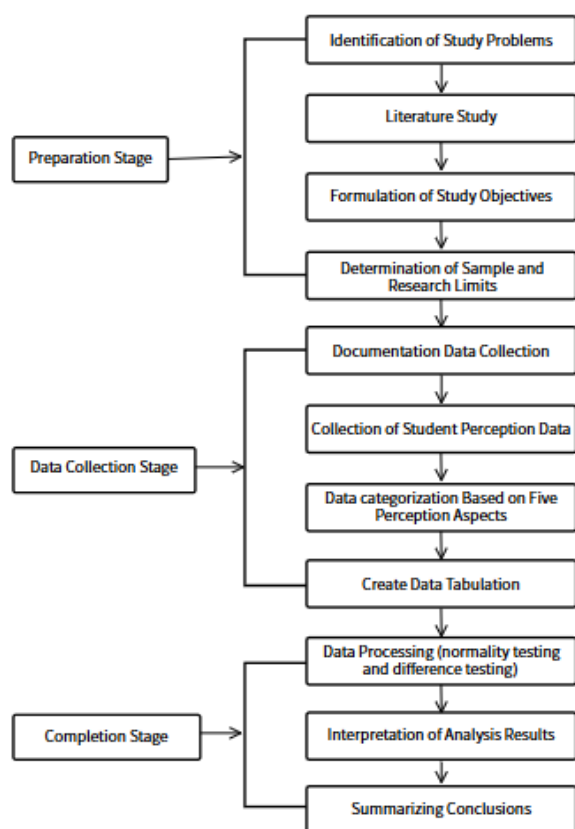 Identification of Study Problems
Literature Study
Preparation Stage
Formulation of Study Objectives
Determination of Sample and
Research Limits
Documentation Data Collection
Collection of Student Perception Data
Data Collection Stage
Data categorization Based on Five
Perception Aspects
Create Data Tabulation
Data Processing (normality testing
and difference testing)
Completion Stage
Interpretation of Analysis Results
Summarizing Conclusions